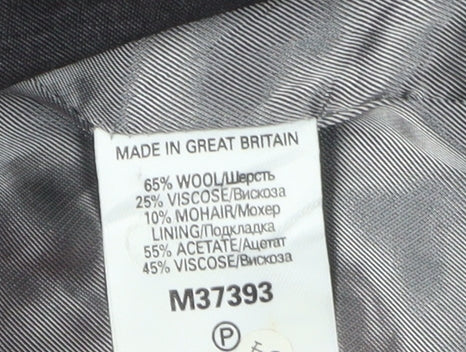 MADE IN GREAT BRITAIN
65% WOOL/Шерсть
25% VISCOSE/Вискоза
10% MOHAIR/Мохер
LINING/Подкладка
55% ACETATE/Ацетат
45% VISCOSE/Вискоза
M37393
P